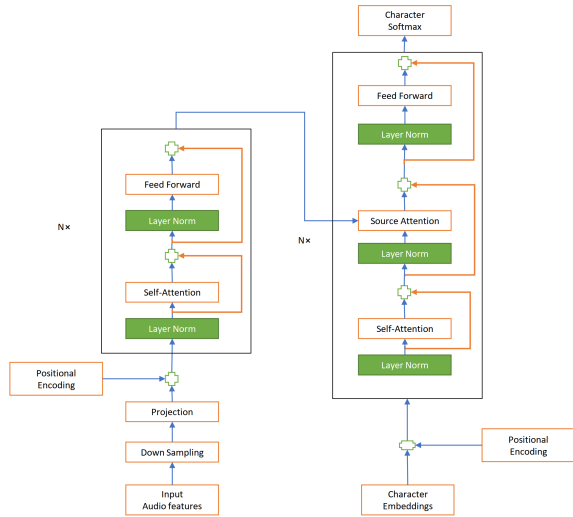 Character
Softmax
Feed Forward
Layer Norm
Source Attention
Layer Norm
Self-Attention
Layer Norm
N×
Positional
Encoding
Character
Embeddings
Feed Forward
Layer Norm
Self-Attention
Layer Norm
N×
Positional
Encoding
Projection
Down Sampling
Input
Audio features